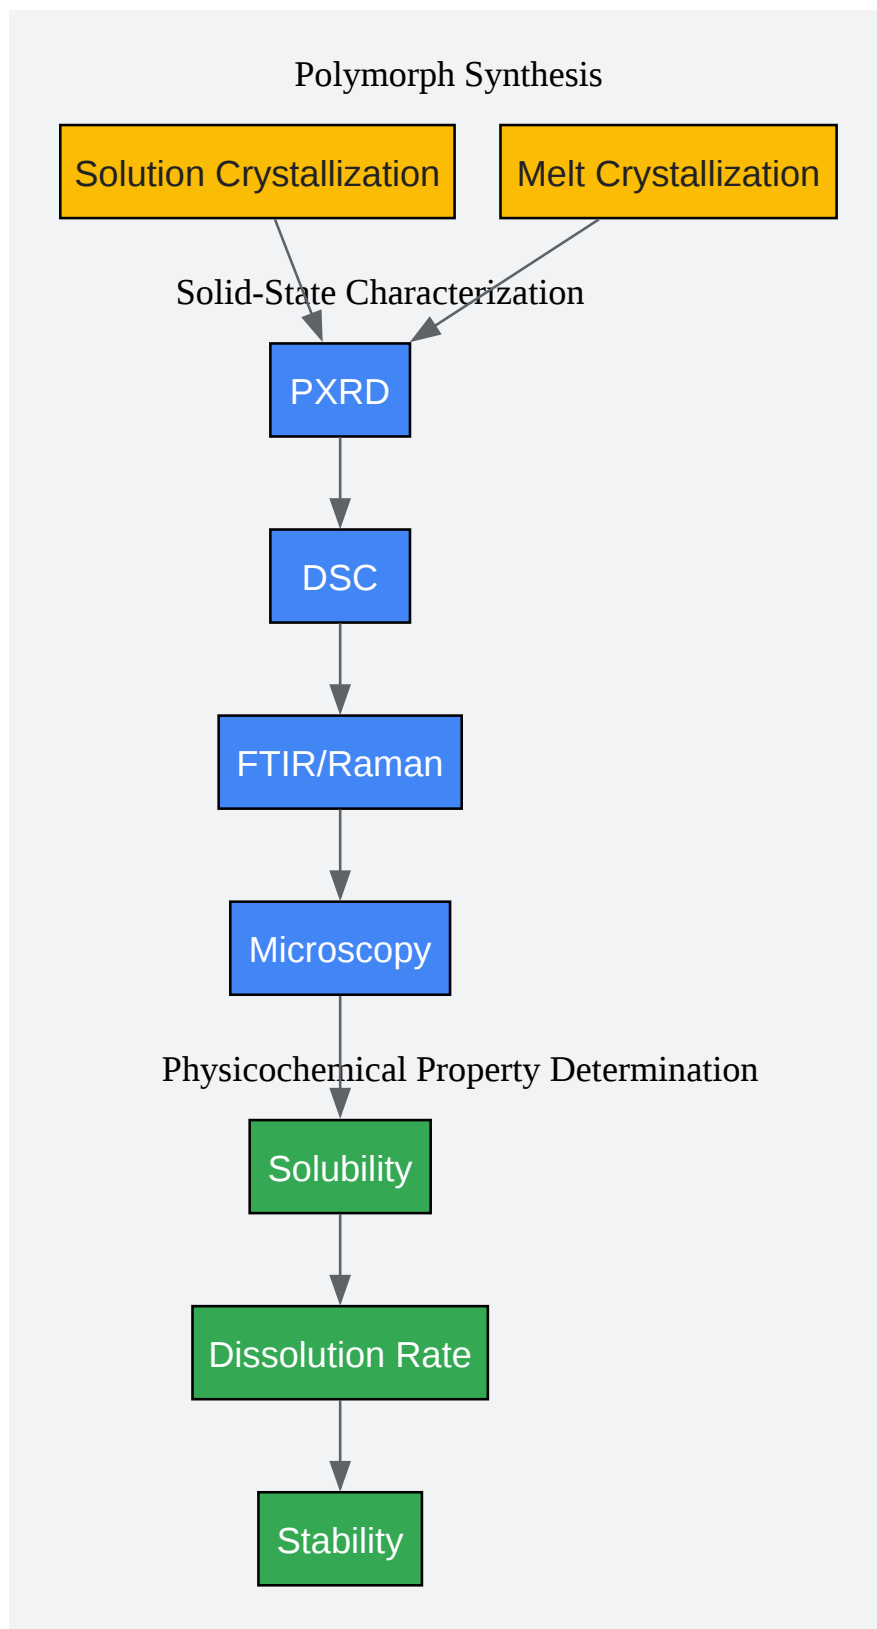 Polymorph Synthesis
Solution Crystallization
Melt Crystallization
Solid-State Characterization
PXRD
DSC
FTIR/Raman
Microscopy
Physicochemical Property Determination
Solubility
Dissolution Rate
Stability